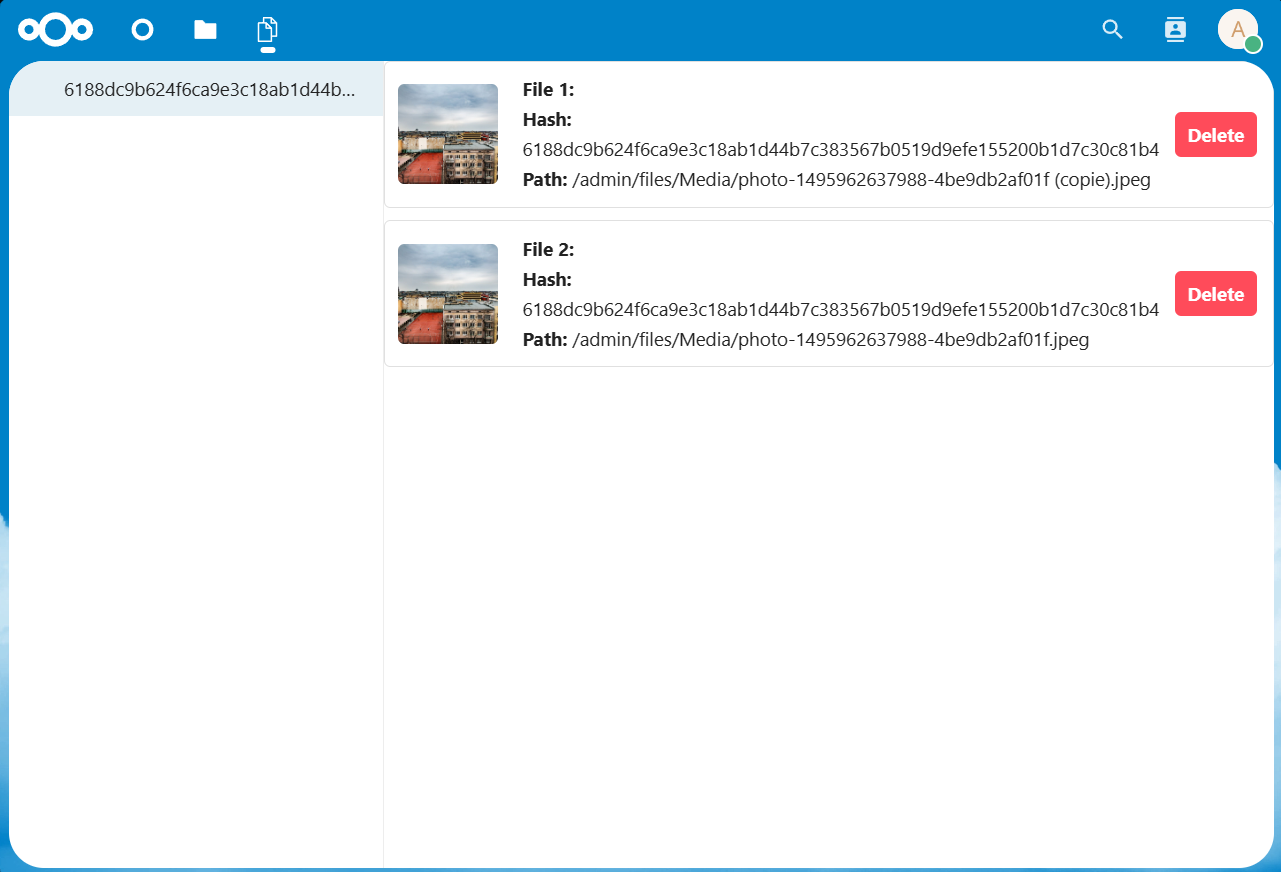 A
6188dc9b624f6ca9e3c18ab1d44b...
File 1:
Hash:
6188dc9b624f6ca9e3c18ab1d44b7c383567b0519d9efe155200b1d7c30c81b4
Path: /admin/files/Media/photo-1495962637988-4be9db2af01f (copie).jpeg
Delete
File 2:
Hash:
6188dc9b624f6ca9e3c18ab1d44b7c383567b0519d9efe155200b1d7c30c81b4
Path: /admin/files/Media/photo-1495962637988-4be9db2af01f.jpeg
Delete